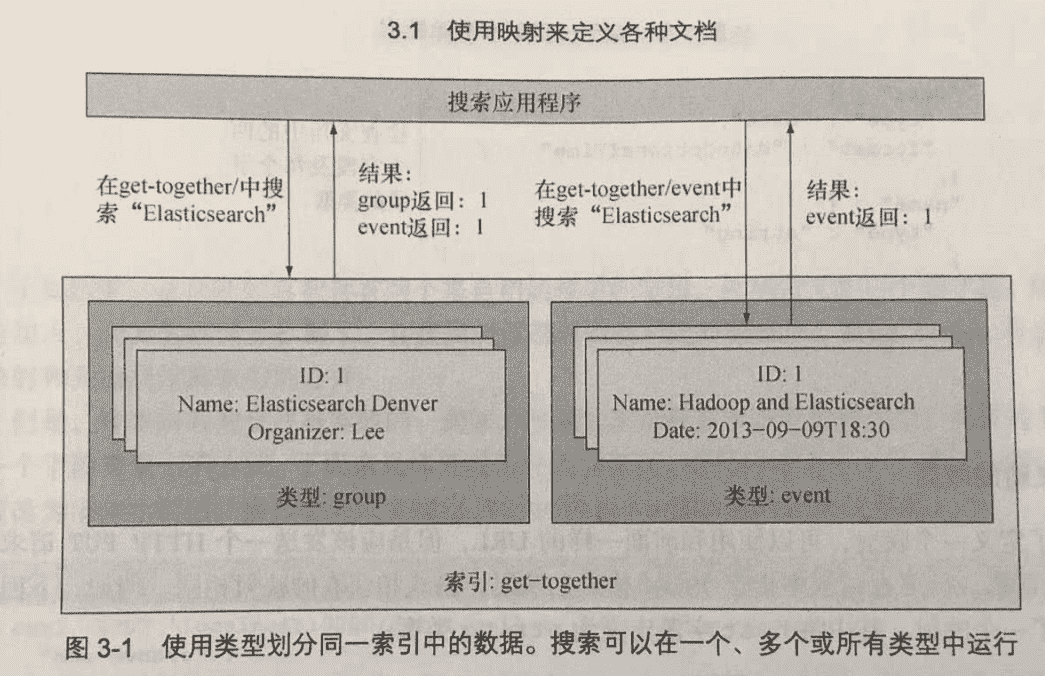 3.1 使用映射来定义各种文档
搜索应用程序
在get-together/中搜
索“Elasticsearch”
结果：
group返回：1
event返回：1
在get-together/event中
搜索“Elasticsearch”
结果：
event返回：1
ID: 1
Name: Elasticsearch Denver
Organizer: Lee
类型: group
ID: 1
Name: Hadoop and Elasticsearch
Date: 2013-09-09T18:30
类型: event
索引: get-together
图 3-1 使用类型划分同一索引中的数据。搜索可以在一个、多个或所有类型中运行